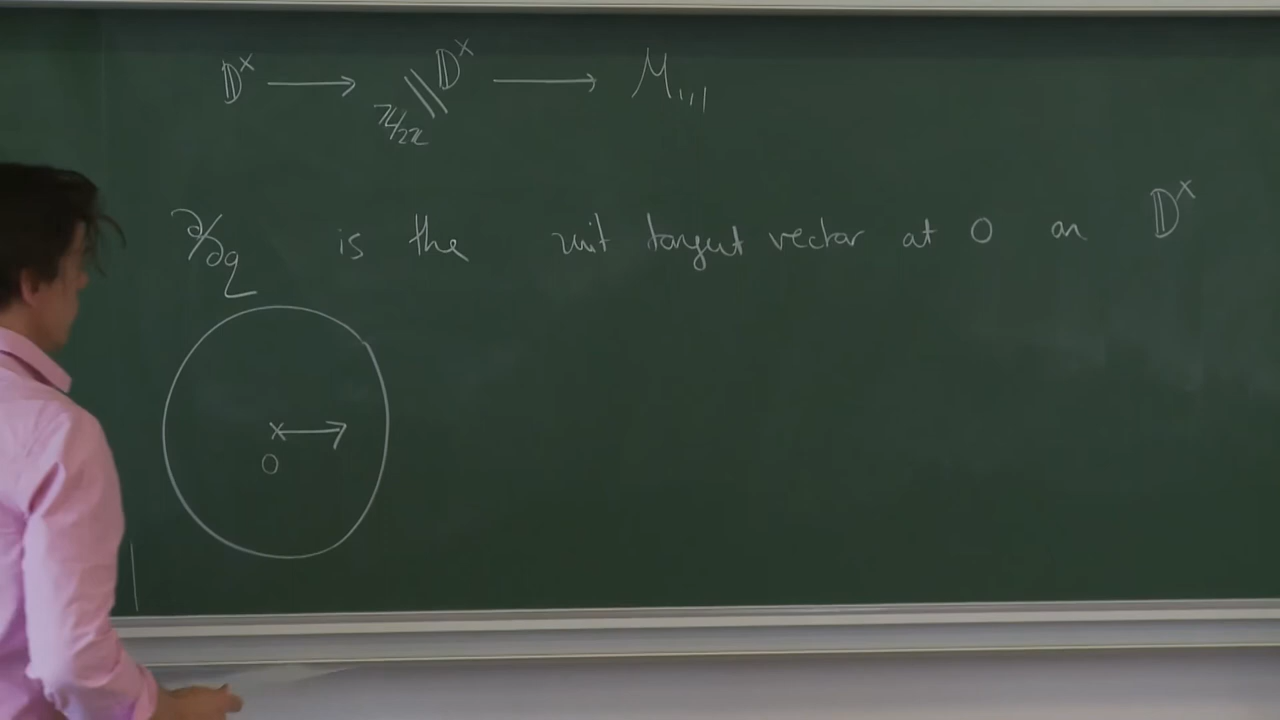 𝔻ˣ ⟶ ℤ/2ℤ \\ 𝔻ˣ ⟶ M₁,₁
∂/∂q is the unit tangent vector at 0 on 𝔻ˣ
0